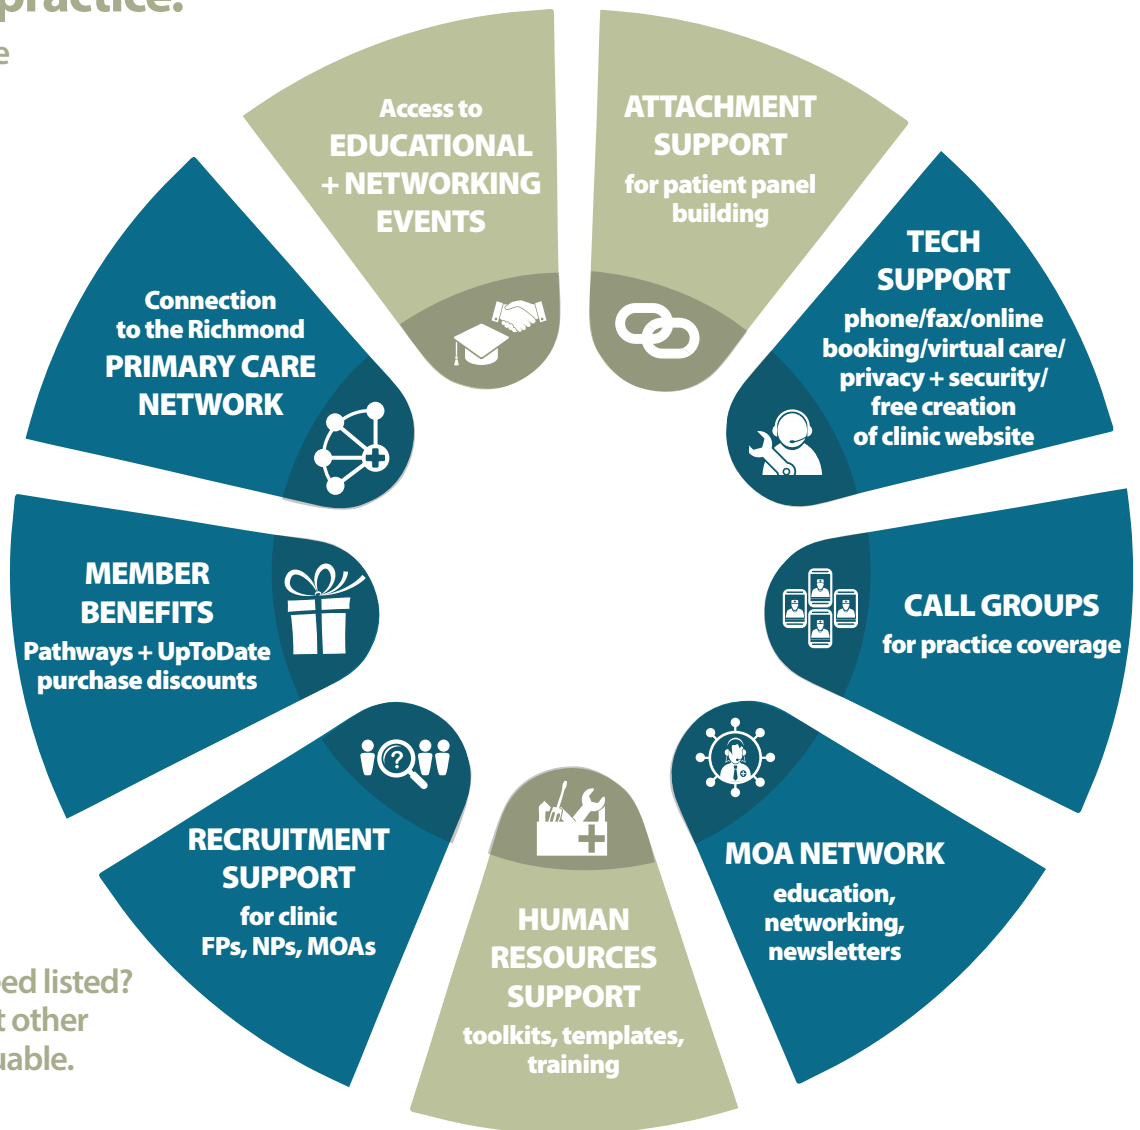 practice.
e
Access to
EDUCATIONAL
+ NETWORKING
EVENTS
ATTACHMENT
SUPPORT
for patient panel
building
TECH
SUPPORT
phone/fax/online
booking/virtual care/
privacy + security/
free creation
of clinic website
CALL GROUPS
for practice coverage
MOA NETWORK
education,
networking,
newsletters
HUMAN
RESOURCES
SUPPORT
toolkits, templates,
training
RECRUITMENT
SUPPORT
for clinic
FPs, NPs, MOAs
MEMBER
BENEFITS
Pathways + UpToDate
purchase discounts
Connection
to the Richmond
PRIMARY CARE
NETWORK
?
eed listed?
t other
uable.